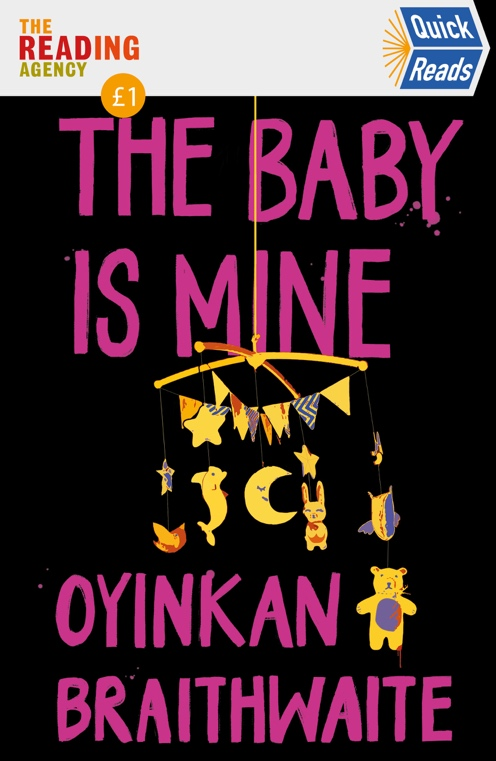 THE
READING
AGENCY
£1
Quick
Reads
THE BABY
IS MINE
OYINKAN
BRAITHWAITE